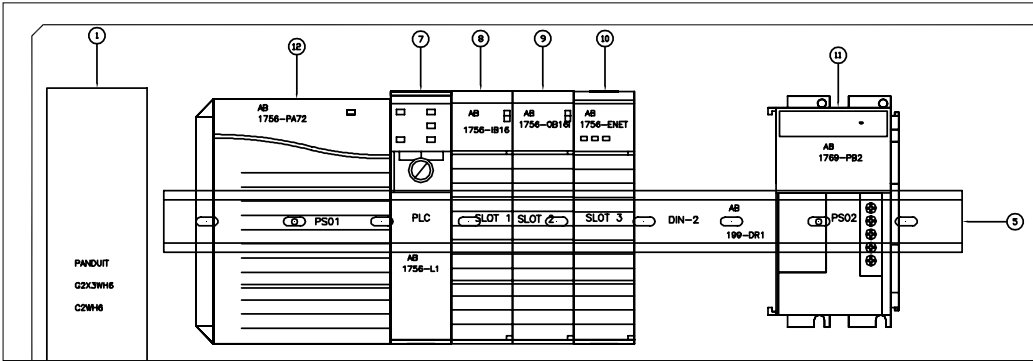 1
12
7
8
9
10
11
AB
1756-PA72
AB
1756-IB16
AB
1756-OB16I
AB
1756-ENET
AB
1769-PB2
PS01
PLC
SLOT 1
SLOT 2
SLOT 3
DIN-2
AB
199-DR1
PS02
5
AB
1756-L1
PANDUIT
G2X3WH6
C2WH6